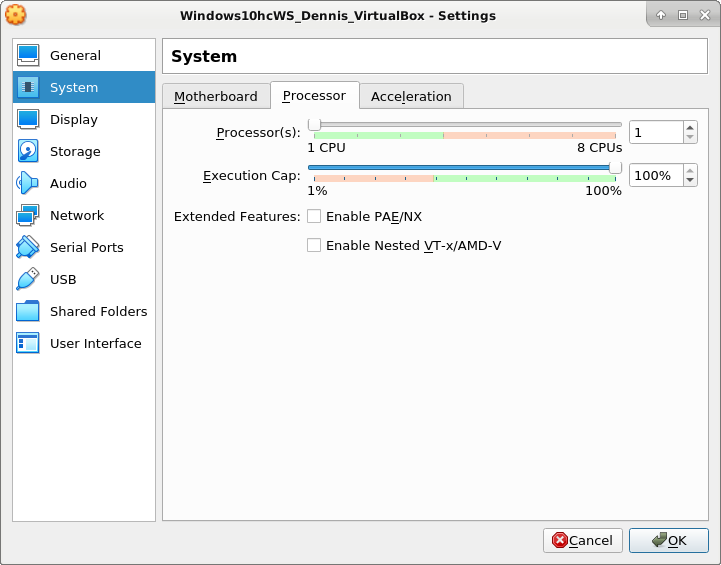 Windows10hcWS_Dennis_VirtualBox - Settings
General
System
Display
Storage
Audio
Network
Serial Ports
USB
Shared Folders
User Interface
System
Motherboard Processor Acceleration
Processor(s): 1
1 CPU 8 CPUs
Execution Cap: 100%
1% 100%
Extended Features: Enable PAE/NX
Enable Nested VT-x/AMD-V
Cancel OK